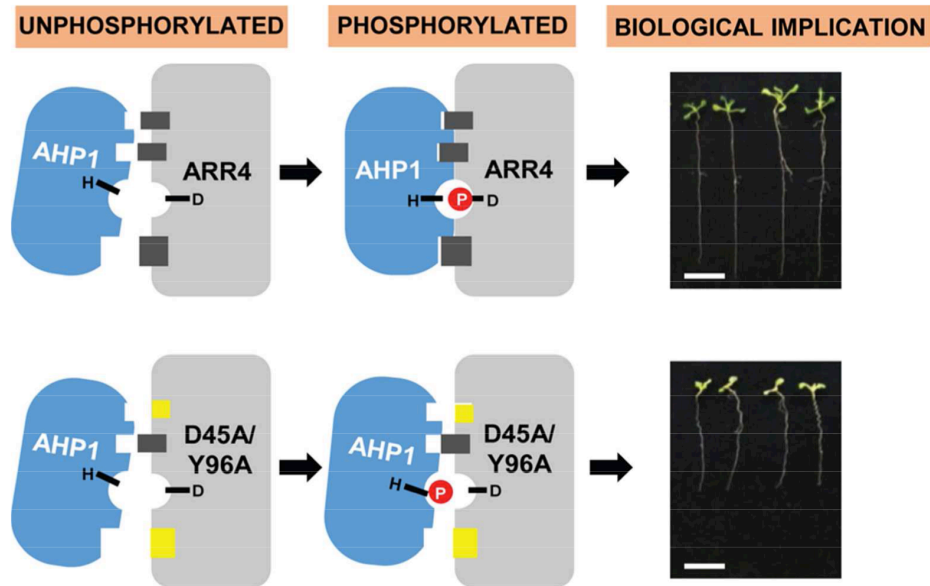 UNPHOSPHORYLATED
PHOSPHORYLATED
BIOLOGICAL IMPLICATION
AHP1
H
ARR4
D
AHP1
H
P
D
ARR4
AHP1
H
D45A/
Y96A
D
AHP1
H
P
D45A/
Y96A
D